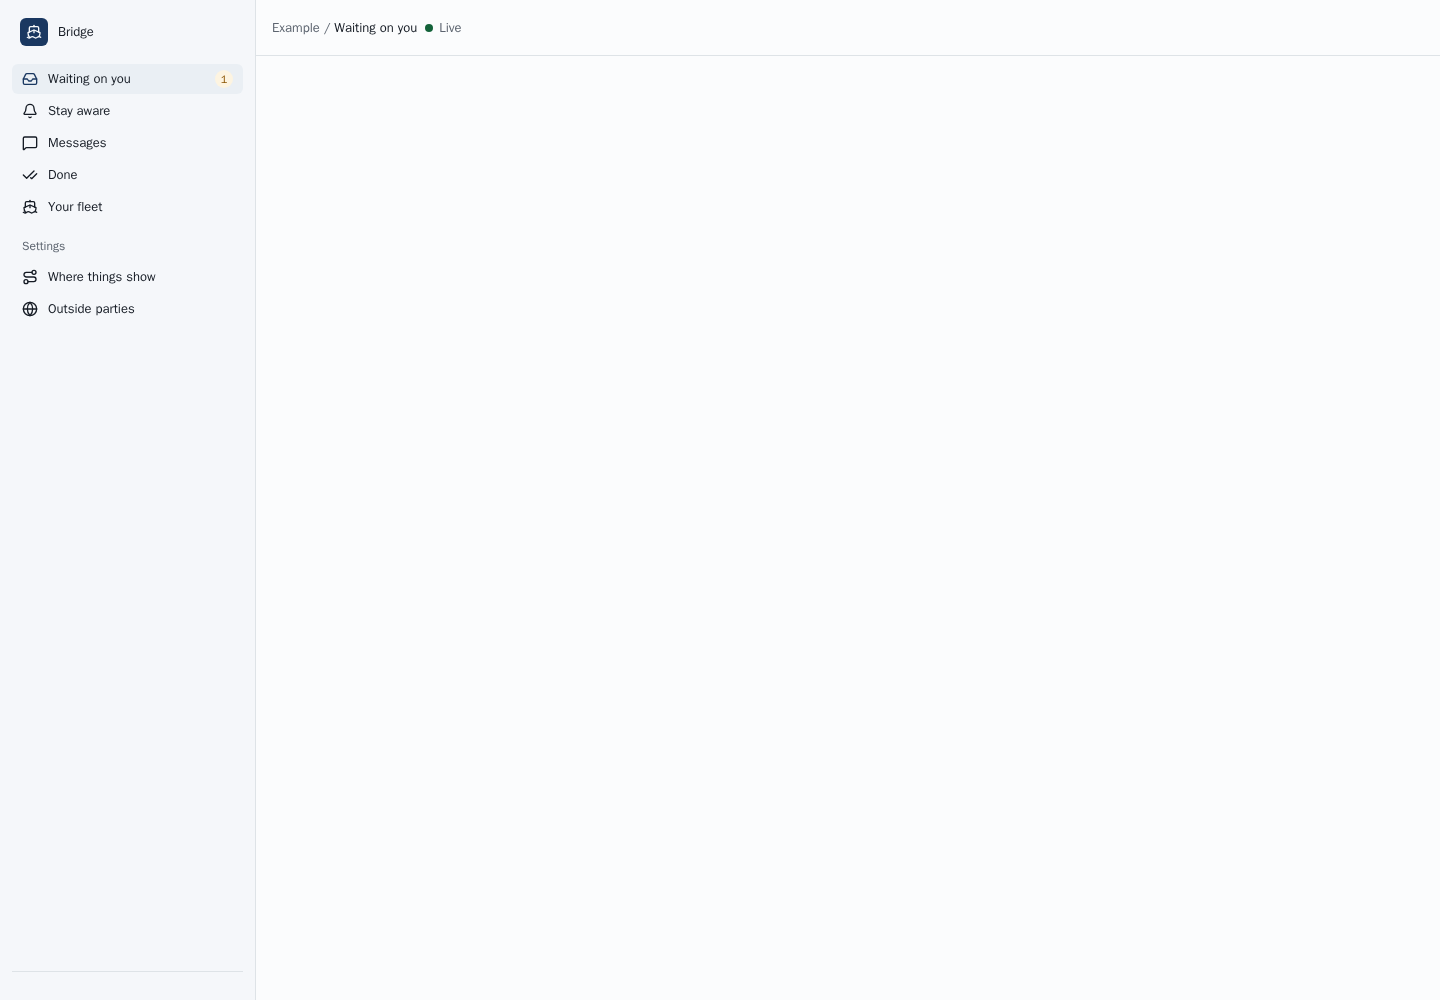 Bridge
Waiting on you 1
Stay aware
Messages
Done
Your fleet
Settings
Where things show
Outside parties
Example / Waiting on you Live